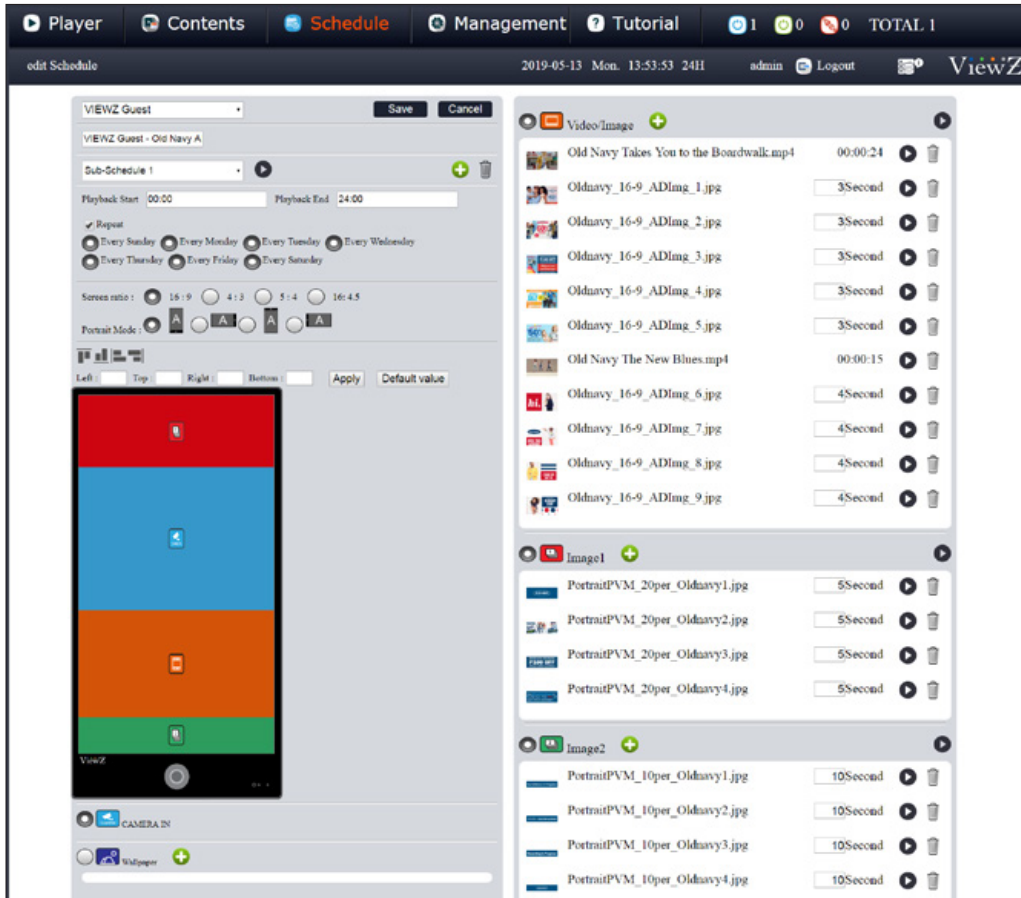 Player Contents Schedule Management Tutorial 1 0 0 TOTAL 1
edit Schedule 2019-05-13 Mon. 13:53:53 24H admin Logout ViewZ
VIEWZ Guest Save Cancel
VIEWZ Guest - Old Navy A
Sub-Schedule 1
Playback Start 00:00 Playback End 24:00
Repeat
Every Sunday Every Monday Every Tuesday Every Wednesday
Every Thursday Every Friday Every Saturday
Screen ratio : 16 : 9 4 : 3 5 : 4 16: 4.5
Portrait Mode : A A A A
Left : Top : Right : Bottom : Apply Default value
ViewZ
CAMERA IN
Wallpaper
Video/Image
Old Navy Takes You to the Boardwalk.mp4 00:00:24
Oldnavy_16-9_ADImg_1.jpg 3Second
Oldnavy_16-9_ADImg_2.jpg 3Second
Oldnavy_16-9_ADImg_3.jpg 3Second
Oldnavy_16-9_ADImg_4.jpg 3Second
Oldnavy_16-9_ADImg_5.jpg 3Second
Old Navy The New Blues.mp4 00:00:15
Oldnavy_16-9_ADImg_6.jpg 4Second
hi.
Oldnavy_16-9_ADImg_7.jpg 4Second
Oldnavy_16-9_ADImg_8.jpg 4Second
Oldnavy_16-9_ADImg_9.jpg 4Second
Image1
PortraitPVM_20per_Oldnavy1.jpg 5Second
PortraitPVM_20per_Oldnavy2.jpg 5Second
PortraitPVM_20per_Oldnavy3.jpg 5Second
PortraitPVM_20per_Oldnavy4.jpg 5Second
Image2
PortraitPVM_10per_Oldnavy1.jpg 10Second
PortraitPVM_10per_Oldnavy2.jpg 10Second
PortraitPVM_10per_Oldnavy3.jpg 10Second
PortraitPVM_10per_Oldnavy4.jpg 10Second